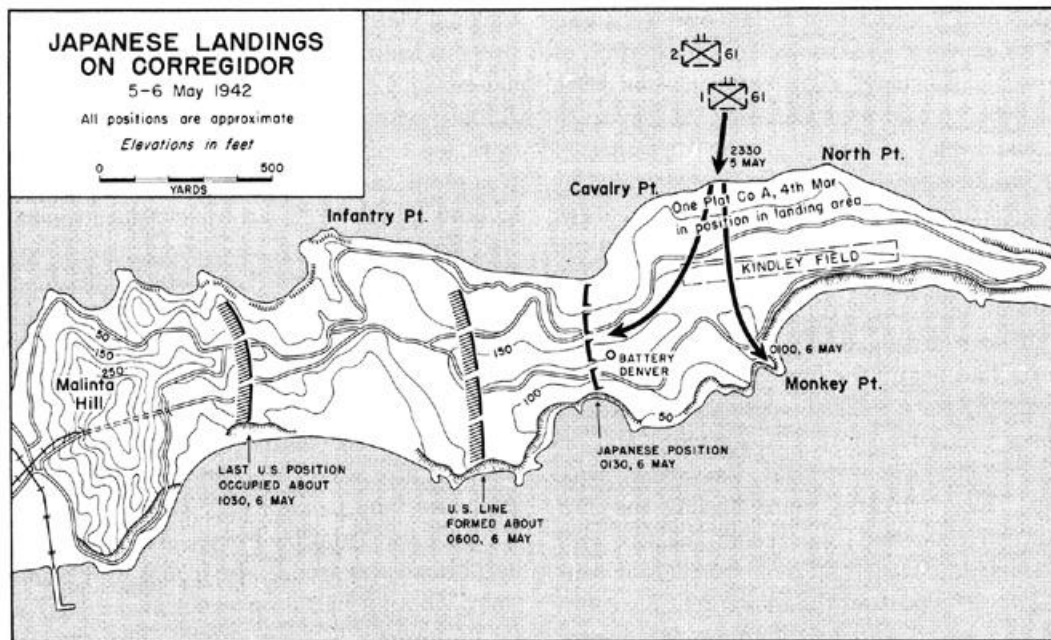 JAPANESE LANDINGS
ON CORREGIDOR
5-6 May 1942
All positions are approximate
Elevations in feet
0 500
YARDS
2 61
1 61
2330
5 MAY
North Pt.
Cavalry Pt.
One Plat Co A, 4th Mar
in position in landing area
Infantry Pt.
KINDLEY FIELD
50
150
250
Malinta
Hill
150
BATTERY
DENVER
0100, 6 MAY
Monkey Pt.
100
50
JAPANESE POSITION
0130, 6 MAY
LAST U.S. POSITION
OCCUPIED ABOUT
1030, 6 MAY
U.S. LINE
FORMED ABOUT
0600, 6 MAY